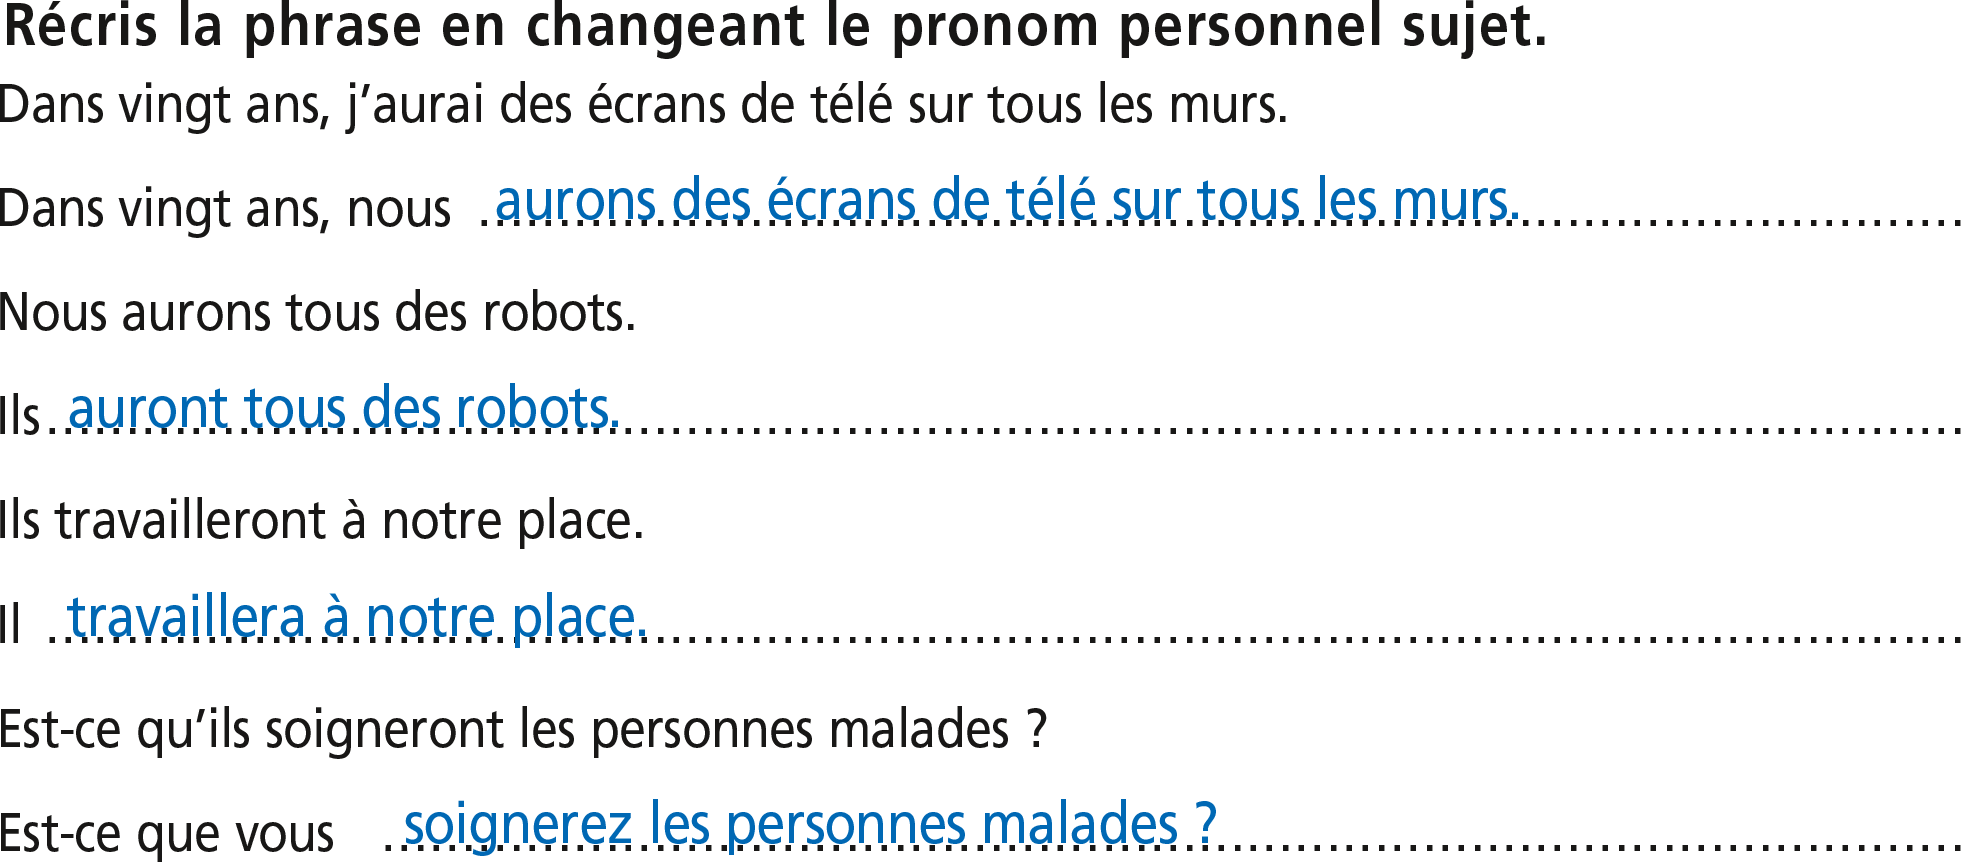 Récris la phrase en changeant le pronom personnel sujet.
Dans vingt ans, j’aurai des écrans de télé sur tous les murs.
Dans vingt ans, nous aurons des écrans de télé sur tous les murs.
Nous aurons tous des robots.
Ils auront tous des robots.
Ils travailleront à notre place.
Il travaillera à notre place.
Est-ce qu’ils soigneront les personnes malades ?
Est-ce que vous soignerez les personnes malades ?